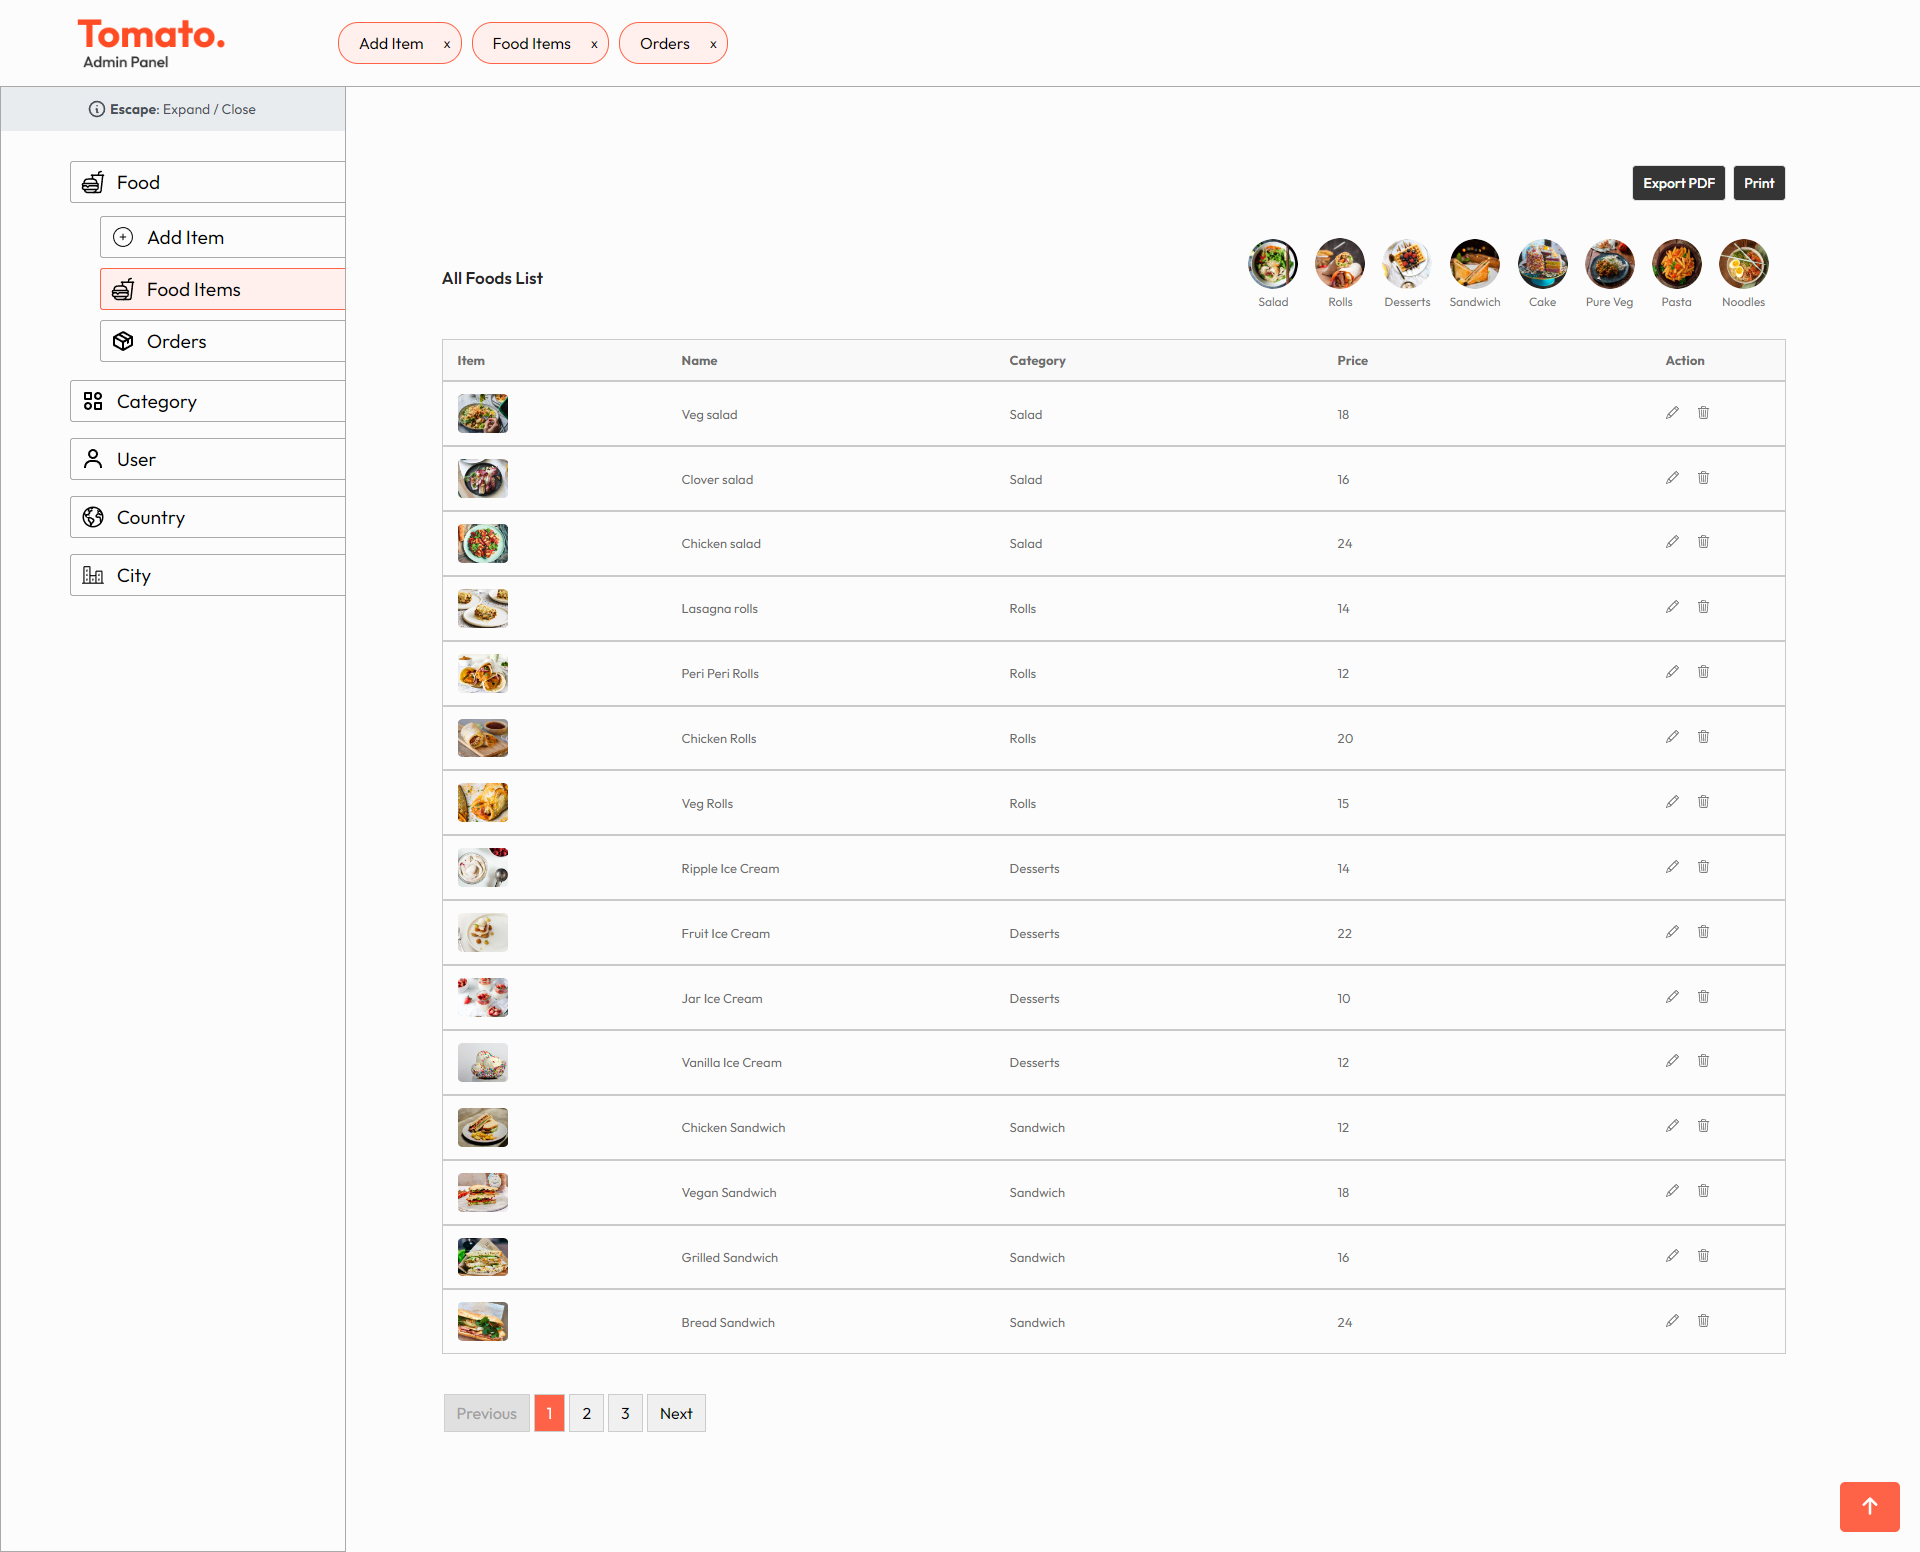 Tomato.
Admin Panel
Add Item x
Food Items x
Orders x
Escape: Expand / Close
Food
Add Item
Food Items
Orders
Category
User
Country
City
Export PDF
Print
All Foods List
Salad
Rolls
Desserts
Sandwich
Cake
Pure Veg
Pasta
Noodles
Item Name Category Price Action
Veg salad Salad 18
Clover salad Salad 16
Chicken salad Salad 24
Lasagna rolls Rolls 14
Peri Peri Rolls Rolls 12
Chicken Rolls Rolls 20
Veg Rolls Rolls 15
Ripple Ice Cream Desserts 14
Fruit Ice Cream Desserts 22
Jar Ice Cream Desserts 10
Vanilla Ice Cream Desserts 12
Chicken Sandwich Sandwich 12
Vegan Sandwich Sandwich 18
Grilled Sandwich Sandwich 16
Bread Sandwich Sandwich 24
Previous 1 2 3 Next